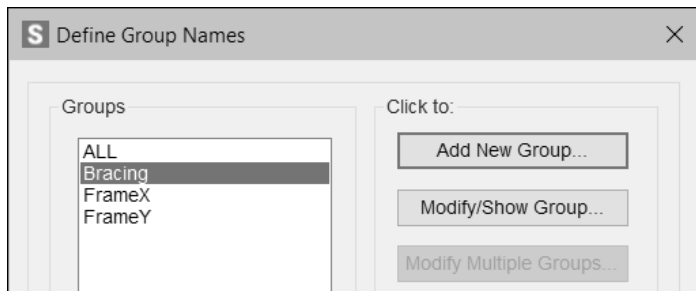 S Define Group Names
Groups
ALL
Bracing
FrameX
FrameY
Click to:
Add New Group...
Modify/Show Group...
Modify Multiple Groups...